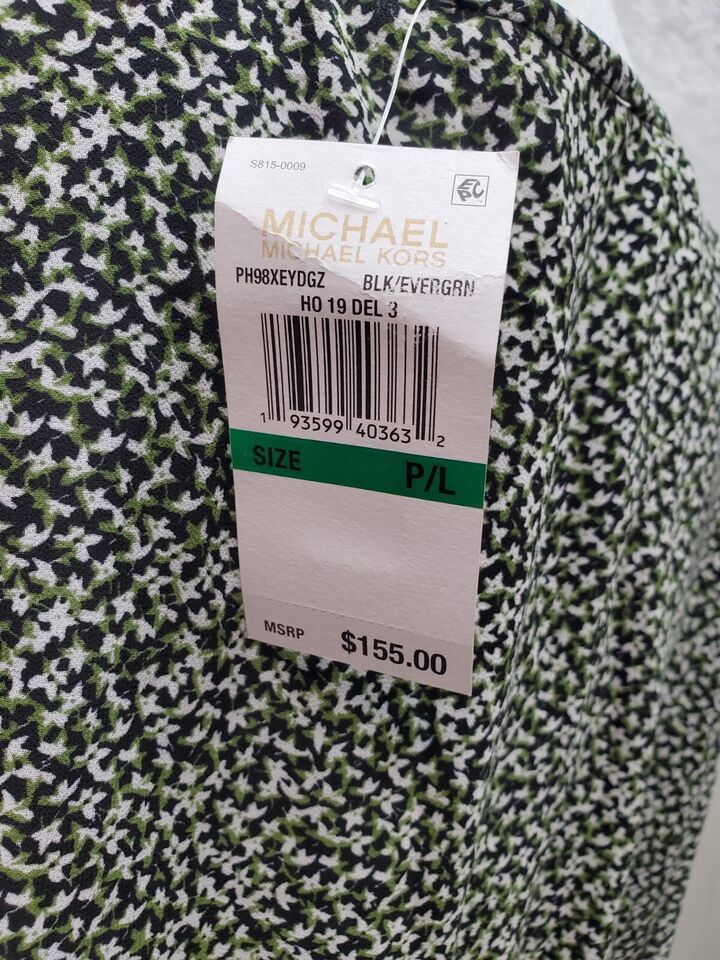 S815-0009
MICHAEL
MICHAEL KORS
PH98XEYDGZ BLK/EVERGRN
HO 19 DEL 3
1 93599 40363 2
SIZE P/L
MSRP $155.00